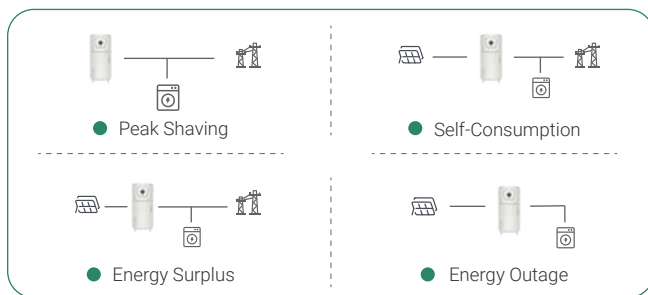 Peak Shaving
Self-Consumption
Energy Surplus
Energy Outage